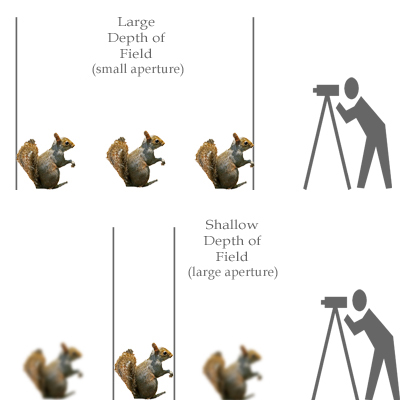 Large
Depth of
Field
(small aperture)
Shallow
Depth of
Field
(large aperture)